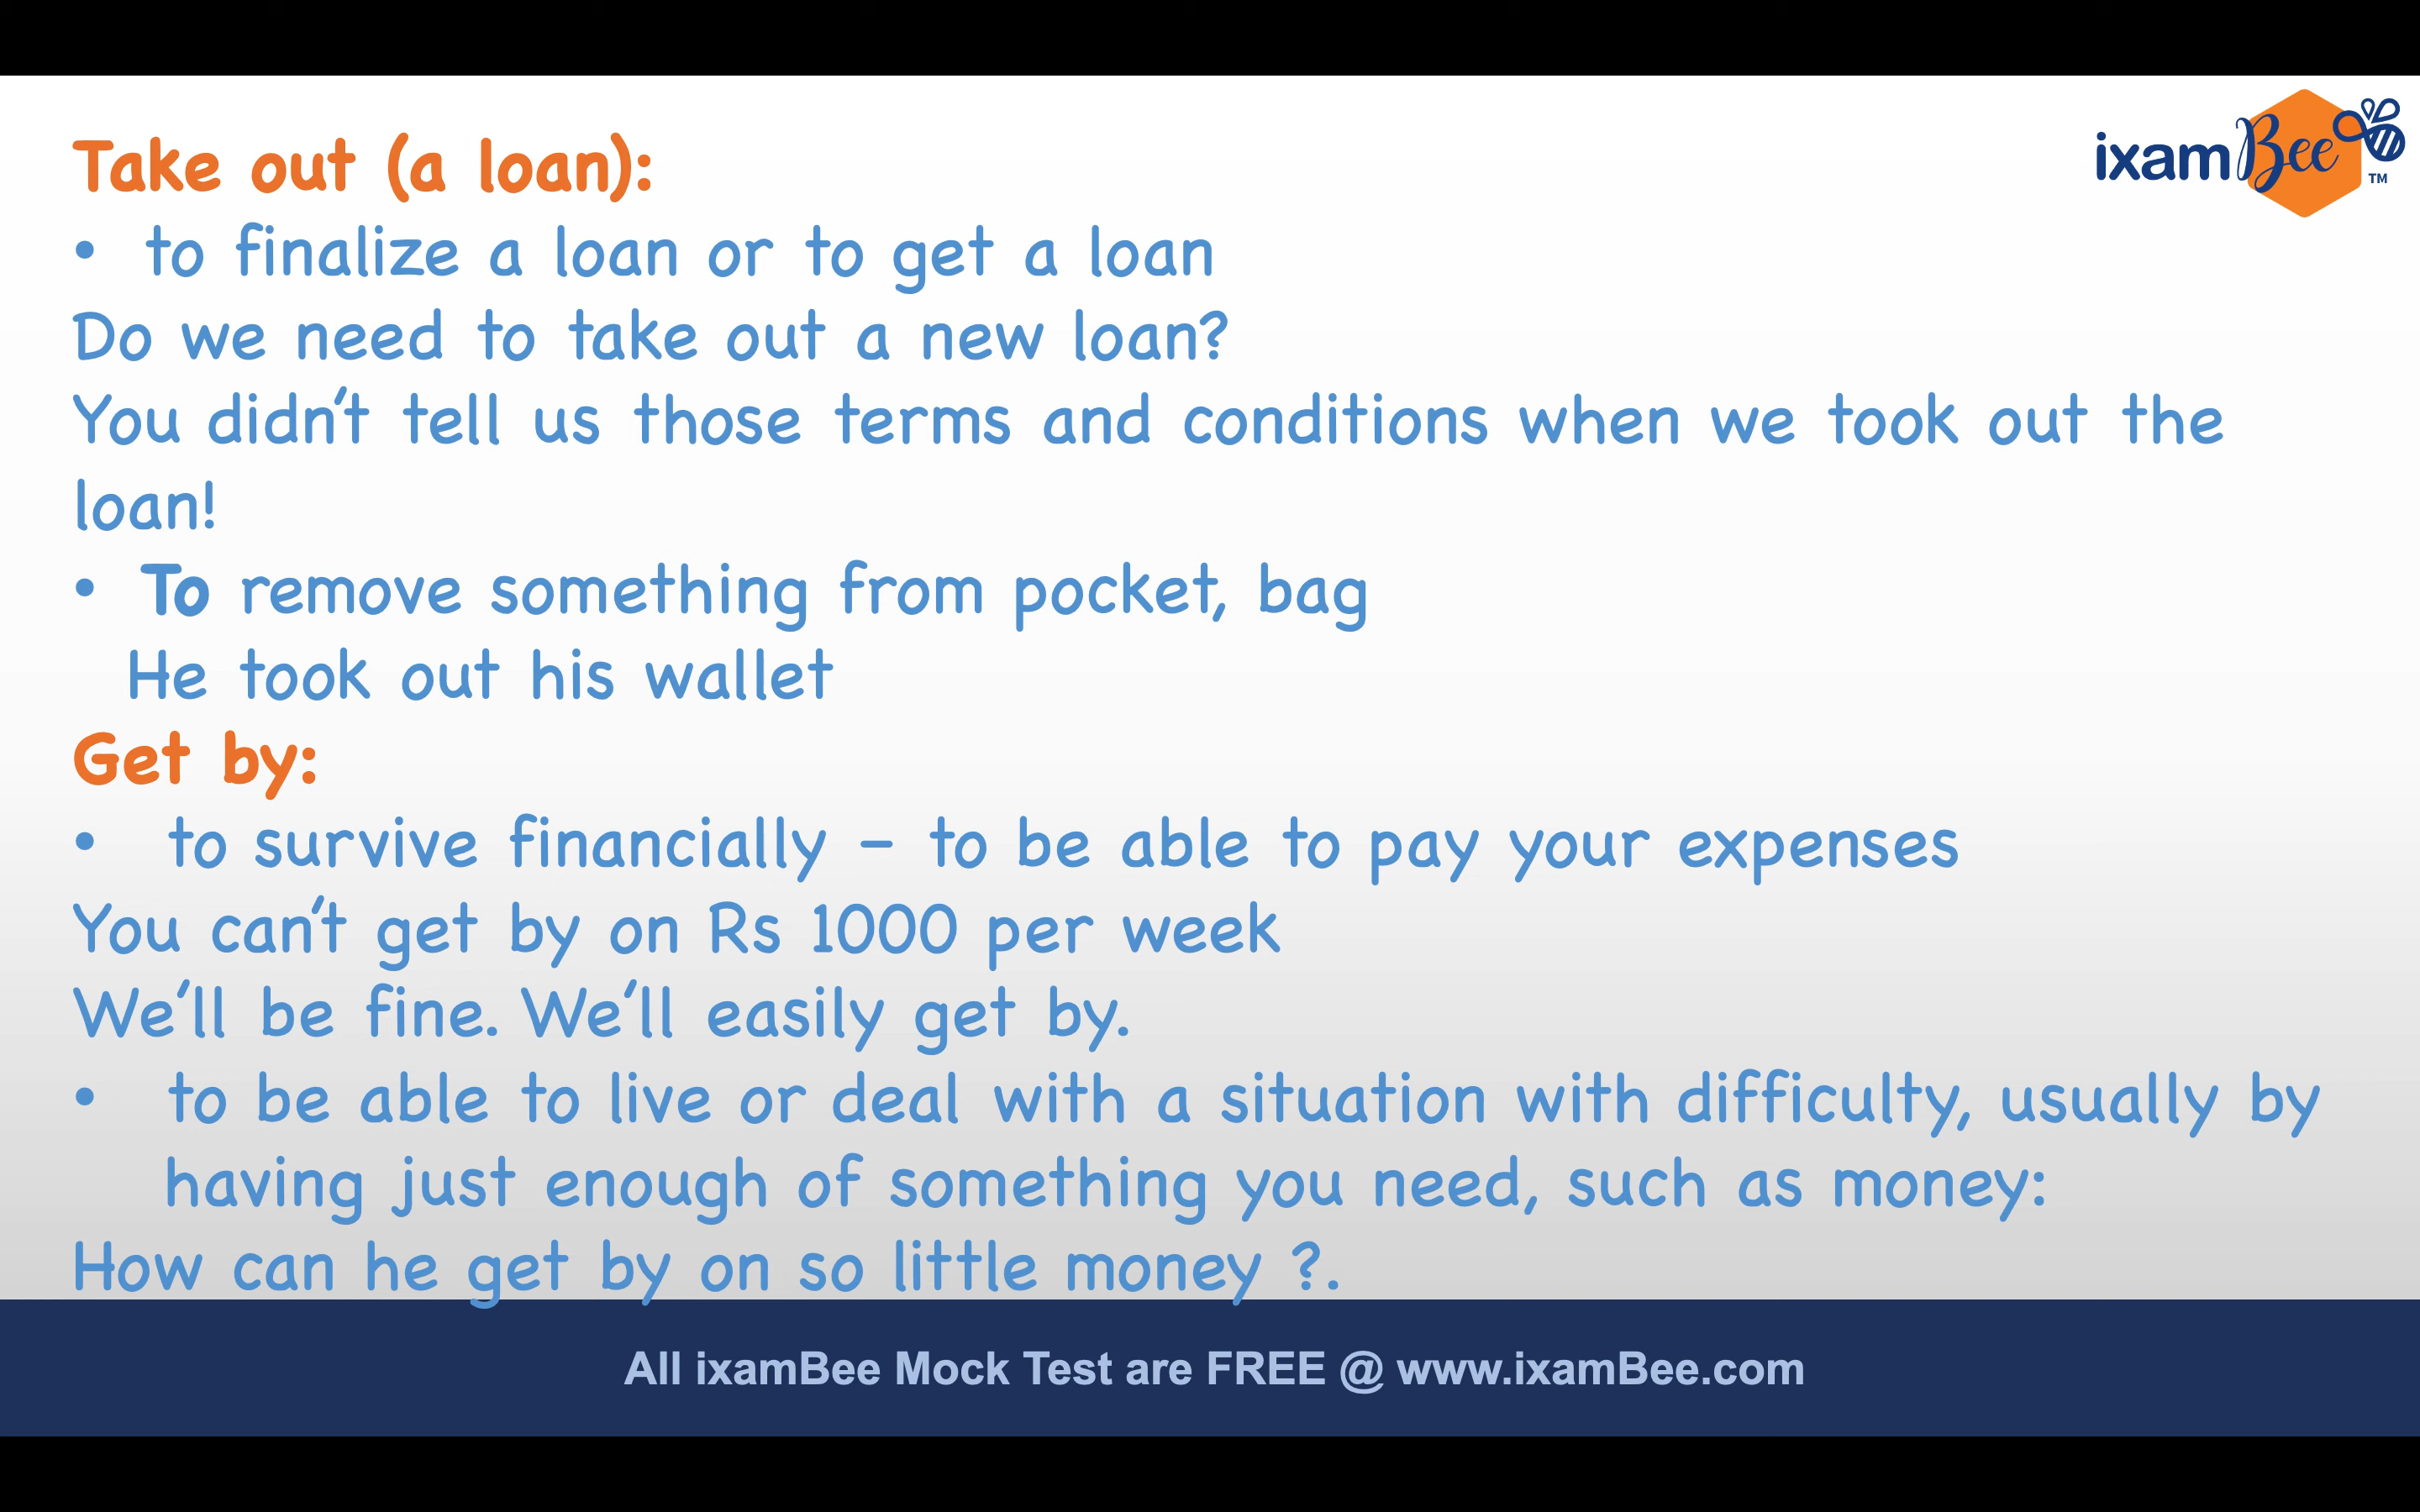 ixamBee TM
Take out (a loan):
• to finalize a loan or to get a loan
Do we need to take out a new loan?
You didn't tell us those terms and conditions when we took out the
loan!
• To remove something from pocket, bag
He took out his wallet
Get by:
• to survive financially – to be able to pay your expenses
You can't get by on Rs 1000 per week
We'll be fine. We'll easily get by.
• to be able to live or deal with a situation with difficulty, usually by
having just enough of something you need, such as money:
How can he get by on so little money ?.
All ixamBee Mock Test are FREE @ www.ixamBee.com